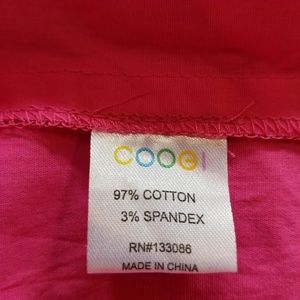 COOGI
97% COTTON
3% SPANDEX
RN#133086
MADE IN CHINA